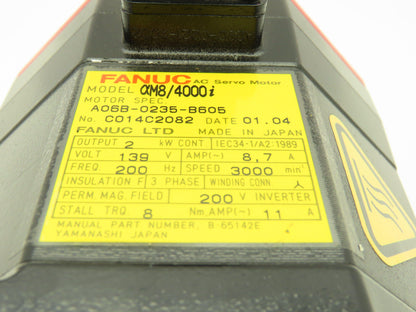 FANUC AC Servo Motor
MODEL αM8/4000i
MOTOR SPEC.
A06B-0235-B605
No. C014C2082 DATE 01.04
FANUC LTD MADE IN JAPAN
OUTPUT 2 kW CONT IEC34-1/A2:1989
VOLT 139 V AMP(~) 8,7 A
FREQ 200 Hz SPEED 3000 min
INSULATION F 3 PHASE WINDING CONN. 人
PERM.MAG.FIELD 200 V INVERTER
STALL TRQ. 8 Nm,AMP(~) 11 A
MANUAL PART NUMBER, B-65142E
YAMANASHI JAPAN